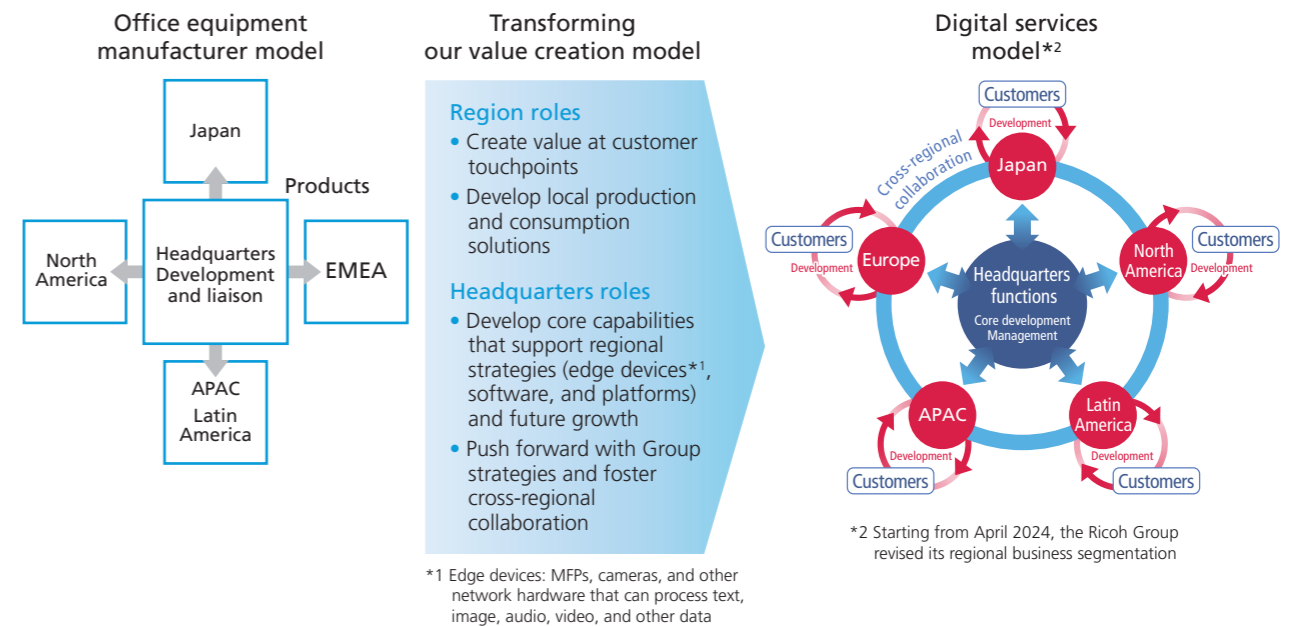 Office equipment
manufacturer model
Japan
Products
North
America
Headquarters
Development
and liaison
EMEA
APAC
Latin
America
Transforming
our value creation model
Region roles
• Create value at customer
touchpoints
• Develop local production
and consumption
solutions
Headquarters roles
• Develop core capabilities
that support regional
strategies (edge devices*1,
software, and platforms)
and future growth
• Push forward with Group
strategies and foster
cross-regional
collaboration
*1 Edge devices: MFPs, cameras, and other
network hardware that can process text,
image, audio, video, and other data
Digital services
model*2
Customers
Development
Japan
Cross-regional
collaboration
Customers
Development
Europe
North
America
Customers
Development
Headquarters
functions
Core development
Management
APAC
Development
Customers
Latin
America
Development
Customers
*2 Starting from April 2024, the Ricoh Group
revised its regional business segmentation